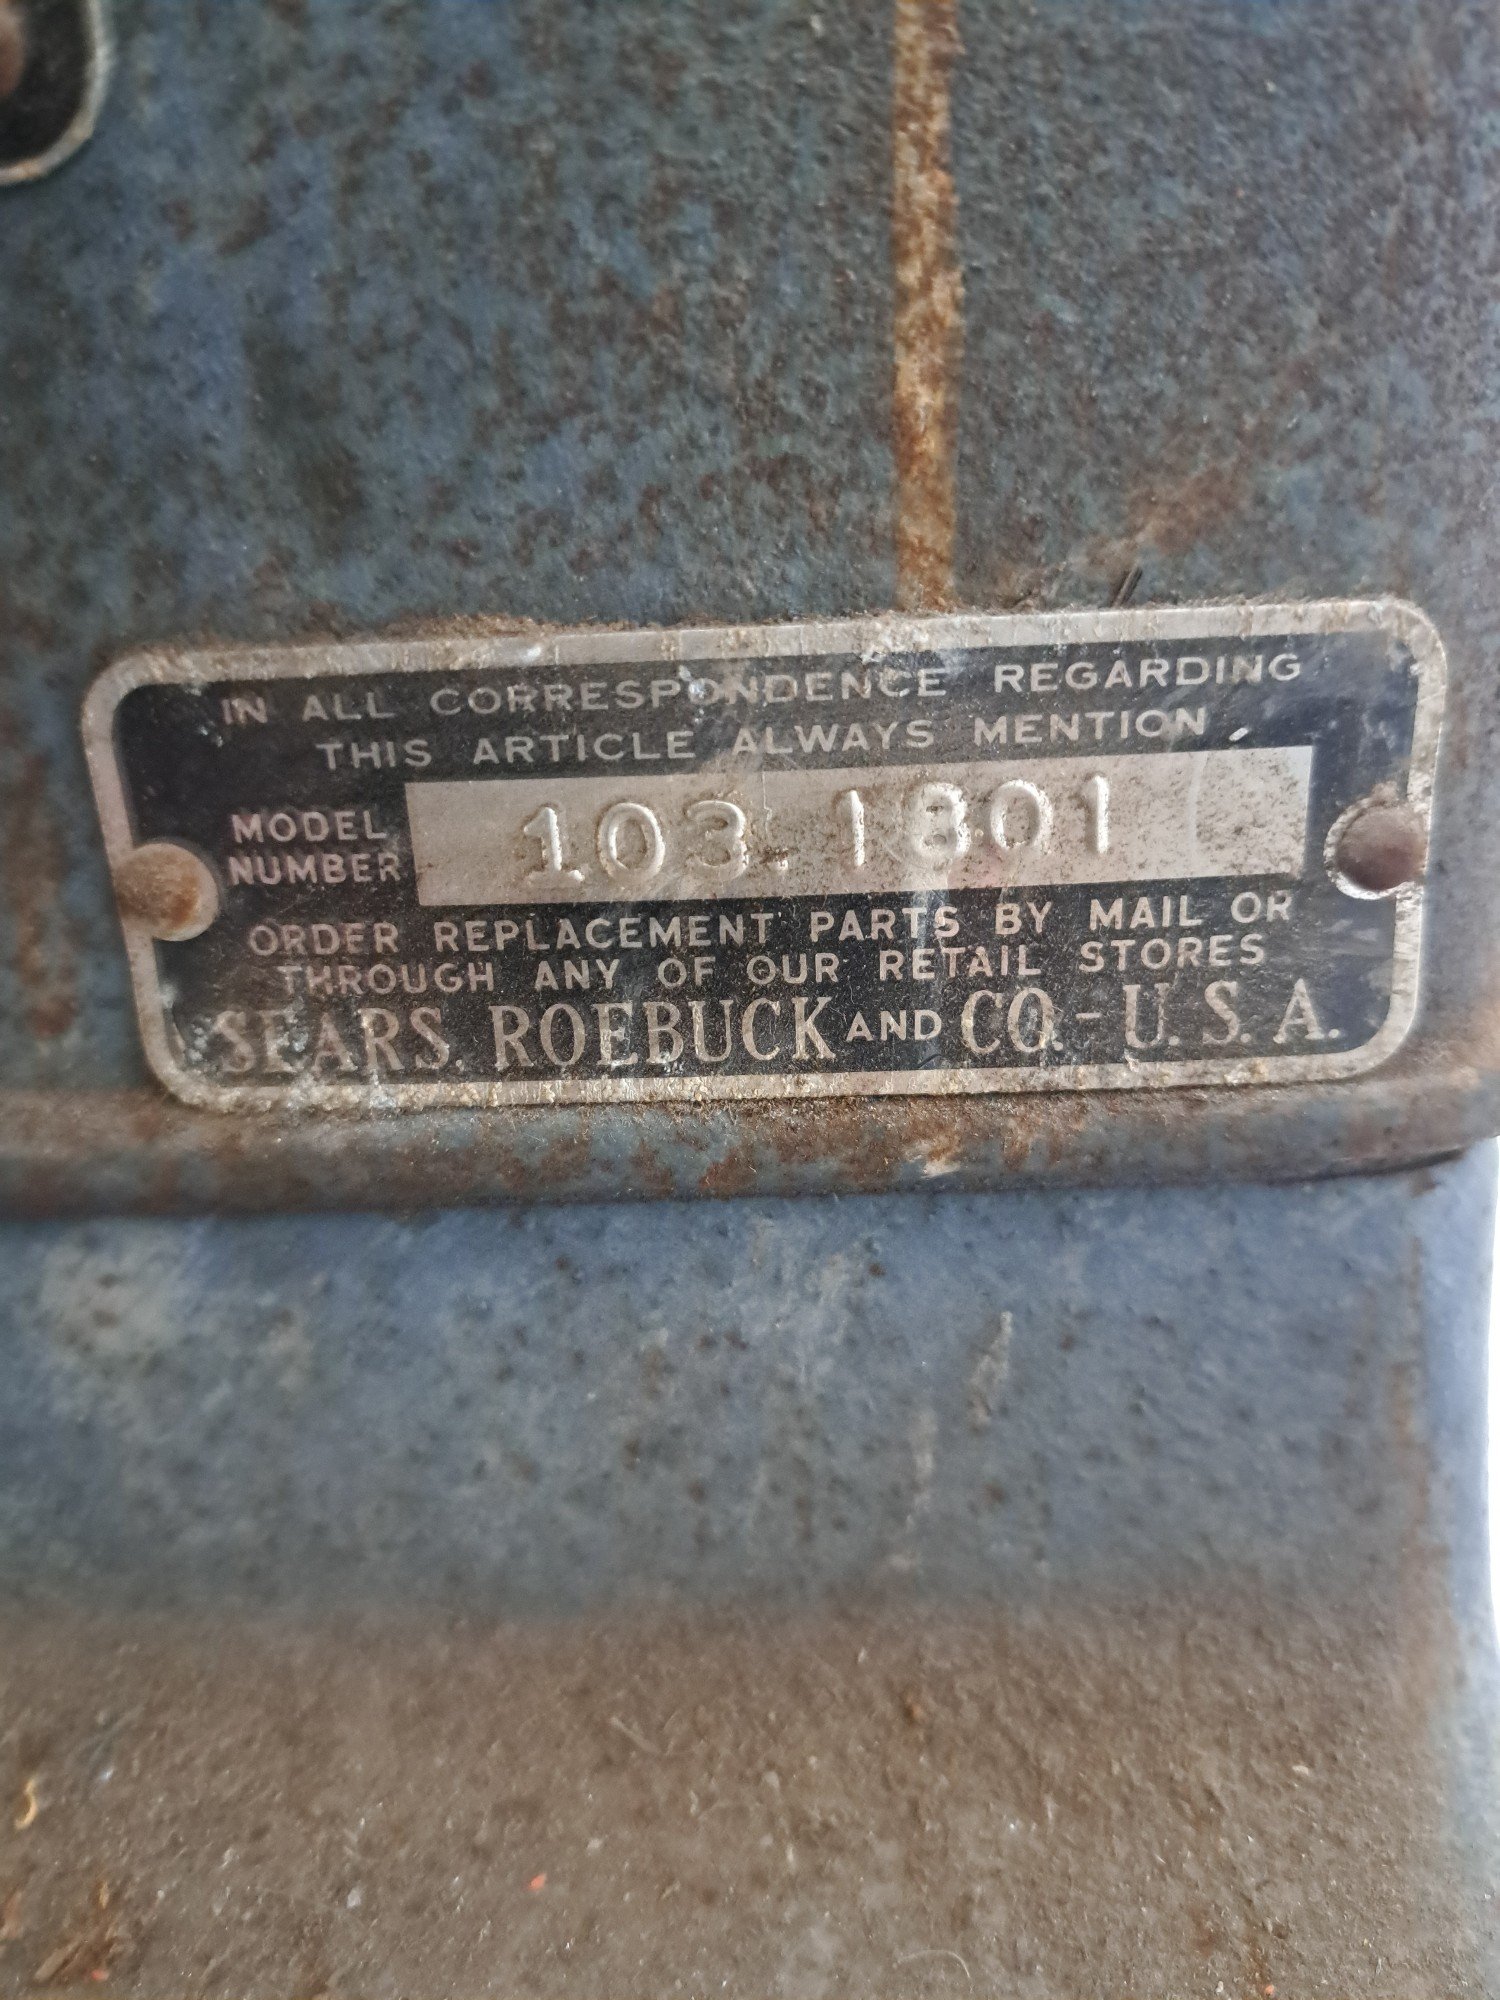 IN ALL CORRESPONDENCE REGARDING
THIS ARTICLE ALWAYS MENTION
MODEL
NUMBER
103.1801
ORDER REPLACEMENT PARTS BY MAIL OR
THROUGH ANY OF OUR RETAIL STORES
SEARS, ROEBUCK AND CO.-U.S.A.